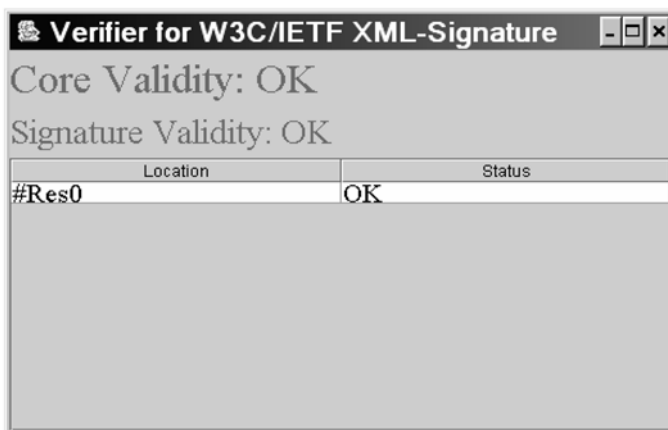 Verifier for W3C/IETF XML-Signature
Core Validity: OK
Signature Validity: OK
Location Status
#Res0 OK